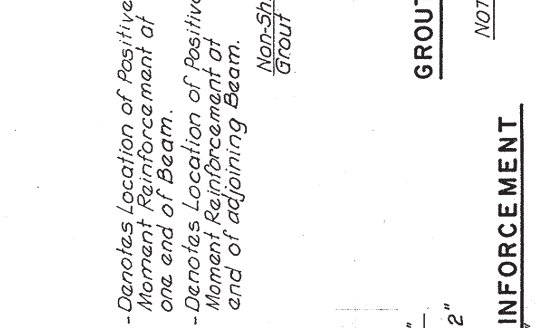 - Denotes Location of Positive
Moment Reinforcement at
one end of Beam.
- Denotes Location of Positive
Moment Reinforcement at
end of adjoining Beam.
Non-Sh
Grout
GROUT
NOT
INFORCEMENT
2"